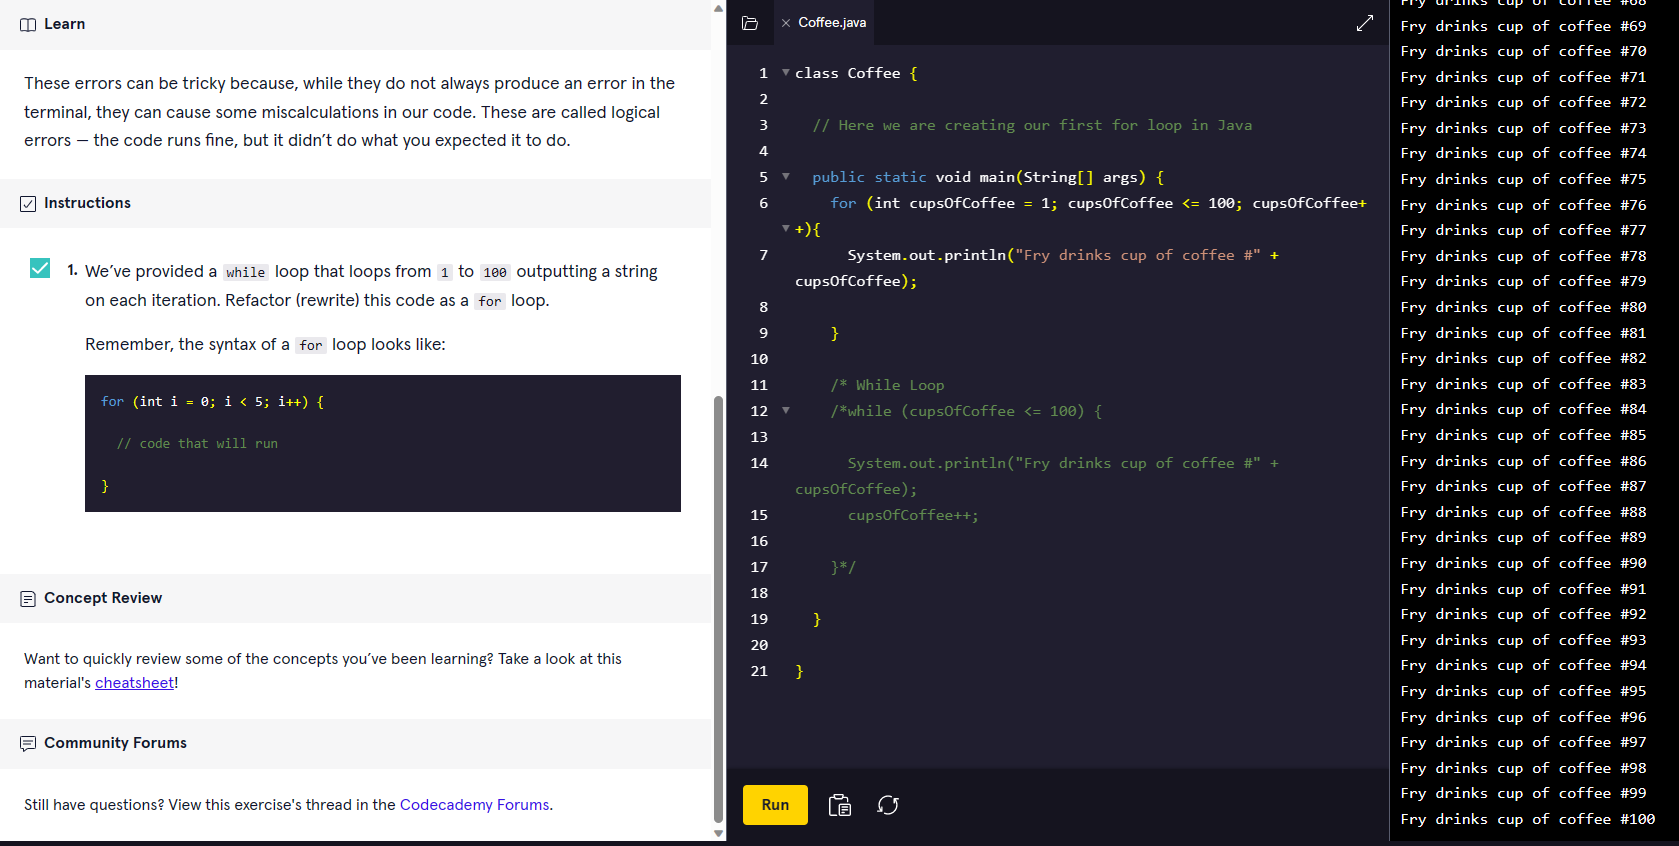 Learn
These errors can be tricky because, while they do not always produce an error in the
terminal, they can cause some miscalculations in our code. These are called logical
errors — the code runs fine, but it didn’t do what you expected it to do.
Instructions
1. We’ve provided a while loop that loops from 1 to 100 outputting a string
on each iteration. Refactor (rewrite) this code as a for loop.
Remember, the syntax of a for loop looks like:
for (int i = 0; i < 5; i++) {
// code that will run
}
Concept Review
Want to quickly review some of the concepts you’ve been learning? Take a look at this
material's cheatsheet!
Community Forums
Still have questions? View this exercise's thread in the Codecademy Forums.
Coffee.java
1 class Coffee {
2
3 // Here we are creating our first for loop in Java
4
5 public static void main(String[] args) {
6 for (int cupsOfCoffee = 1; cupsOfCoffee <= 100; cupsOfCoffee+
+){
7 System.out.println("Fry drinks cup of coffee #" +
cupsOfCoffee);
8
9 }
10
11 /* While Loop
12 /*while (cupsOfCoffee <= 100) {
13
14 System.out.println("Fry drinks cup of coffee #" +
cupsOfCoffee);
15 cupsOfCoffee++;
16
17 }*/
18
19 }
20
21 }
Run
Fry drinks cup of coffee #68
Fry drinks cup of coffee #69
Fry drinks cup of coffee #70
Fry drinks cup of coffee #71
Fry drinks cup of coffee #72
Fry drinks cup of coffee #73
Fry drinks cup of coffee #74
Fry drinks cup of coffee #75
Fry drinks cup of coffee #76
Fry drinks cup of coffee #77
Fry drinks cup of coffee #78
Fry drinks cup of coffee #79
Fry drinks cup of coffee #80
Fry drinks cup of coffee #81
Fry drinks cup of coffee #82
Fry drinks cup of coffee #83
Fry drinks cup of coffee #84
Fry drinks cup of coffee #85
Fry drinks cup of coffee #86
Fry drinks cup of coffee #87
Fry drinks cup of coffee #88
Fry drinks cup of coffee #89
Fry drinks cup of coffee #90
Fry drinks cup of coffee #91
Fry drinks cup of coffee #92
Fry drinks cup of coffee #93
Fry drinks cup of coffee #94
Fry drinks cup of coffee #95
Fry drinks cup of coffee #96
Fry drinks cup of coffee #97
Fry drinks cup of coffee #98
Fry drinks cup of coffee #99
Fry drinks cup of coffee #100